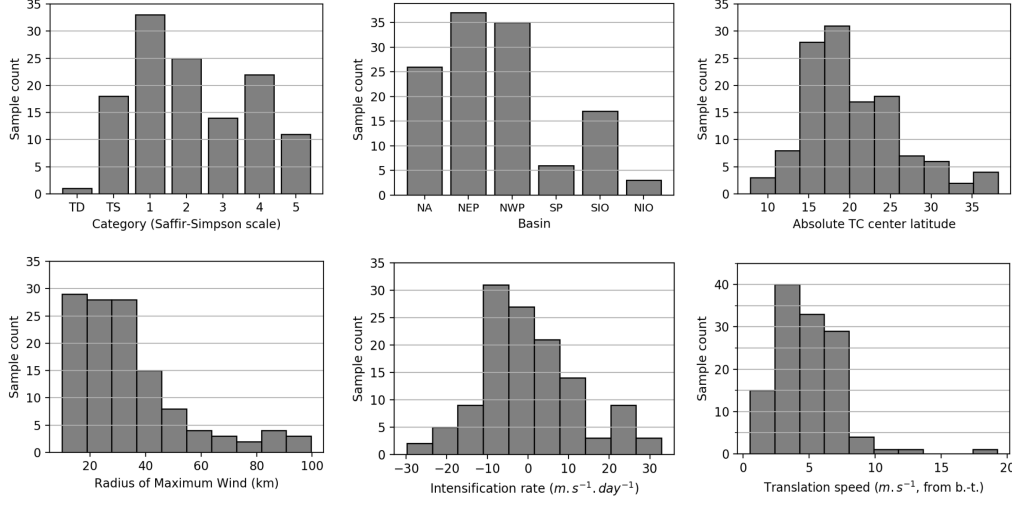 35
30
25
20
15
10
5
0
Sample count
TD TS 1 2 3 4 5
Category (Saffir-Simpson scale)
35
30
25
20
15
10
5
0
Sample count
NA NEP NWP SP SIO NIO
Basin
35
30
25
20
15
10
5
0
Sample count
10 15 20 25 30 35
Absolute TC center latitude
35
30
25
20
15
10
5
0
Sample count
20 40 60 80 100
Radius of Maximum Wind (km)
35
30
25
20
15
10
5
0
Sample count
−30 −20 −10 0 10 20 30
Intensification rate (m.s⁻¹.day⁻¹)
40
30
20
10
0
Sample count
0 5 10 15 20
Translation speed (m.s⁻¹, from b.-t.)